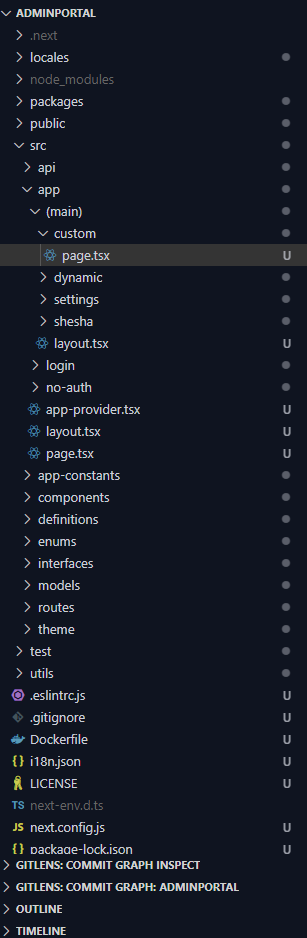 ADMINPORTAL
.next
locales
node_modules
packages
public
src
api
app
(main)
custom
page.tsx U
dynamic
settings
shesha
layout.tsx U
login
no-auth
app-provider.tsx U
layout.tsx U
page.tsx U
app-constants
components
definitions
enums
interfaces
models
routes
theme
test
utils
.eslintrc.js U
.gitignore U
Dockerfile U
{ } i18n.json U
LICENSE U
TS next-env.d.ts
JS next.config.js U
{ } package-lock.json U
GITLENS: COMMIT GRAPH INSPECT
GITLENS: COMMIT GRAPH: ADMINPORTAL
OUTLINE
TIMELINE